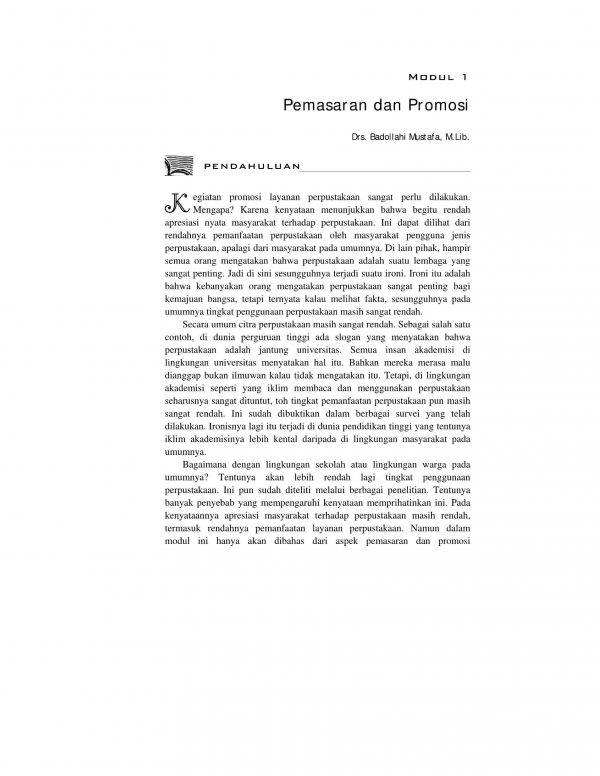 MODUL 1
Pemasaran dan Promosi
Drs. Badollahi Mustafa, M.Lib.
PENDAHULUAN
Kegiatan promosi layanan perpustakaan sangat perlu dilakukan.
Mengapa? Karena kenyataan menunjukkan bahwa begitu rendah
apresiasi nyata masyarakat terhadap perpustakaan. Ini dapat dilihat dari
rendahnya pemanfaatan perpustakaan oleh masyarakat pengguna jenis
perpustakaan, apalagi dari masyarakat pada umumnya. Di lain pihak, hampir
semua orang mengatakan bahwa perpustakaan adalah suatu lembaga yang
sangat penting. Jadi di sini sesungguhnya terjadi suatu ironi. Ironi itu adalah
bahwa kebanyakan orang mengatakan perpustakaan sangat penting bagi
kemajuan bangsa, tetapi ternyata kalau melihat fakta, sesungguhnya pada
umumnya tingkat penggunaan perpustakaan masih sangat rendah.
Secara umum citra perpustakaan masih sangat rendah. Sebagai salah satu
contoh, di dunia perguruan tinggi ada slogan yang menyatakan bahwa
perpustakaan adalah jantung universitas. Semua insan akademisi di
lingkungan universitas menyatakan hal itu. Bahkan mereka merasa malu
dianggap bukan ilmuwan kalau tidak mengatakan itu. Tetapi, di lingkungan
akademisi seperti yang iklim membaca dan menggunakan perpustakaan
seharusnya sangat dituntut, toh tingkat pemanfaatan perpustakaan pun masih
sangat rendah. Ini sudah dibuktikan dalam berbagai survei yang telah
dilakukan. Ironisnya lagi itu terjadi di dunia pendidikan tinggi yang tentunya
iklim akademisinya lebih kental daripada di lingkungan masyarakat pada
umumnya.
Bagaimana dengan lingkungan sekolah atau lingkungan warga pada
umumnya? Tentunya akan lebih rendah lagi tingkat penggunaan
perpustakaan. Ini pun sudah diteliti melalui berbagai penelitian. Tentunya
banyak penyebab yang mempengaruhi kenyataan memprihatinkan ini. Pada
kenyataannya apresiasi masyarakat terhadap perpustakaan masih rendah,
termasuk rendahnya pemanfaatan layanan perpustakaan. Namun dalam
modul ini hanya akan dibahas dari aspek pemasaran dan promosi